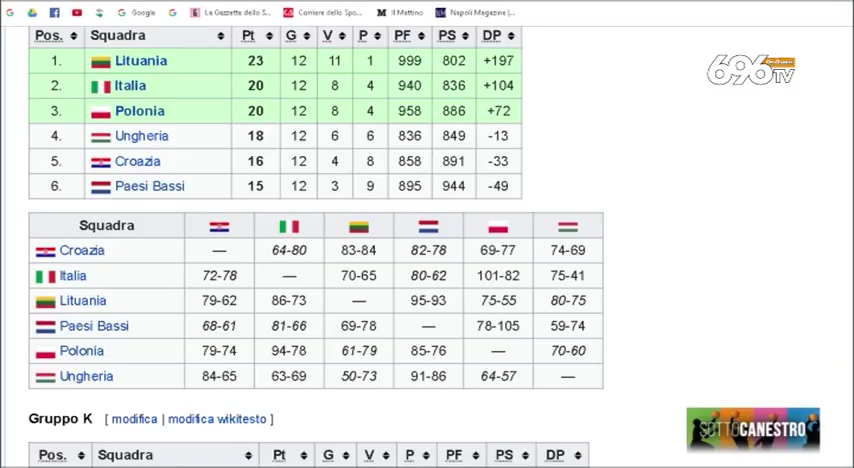 Google
La Gazzetta dello S...
Corriere dello Spo...
Il Mattino
Napoli Magazine |...
Pos. Squadra Pt G V P PF PS DP
1. Lituania 23 12 11 1 999 802 +197
2. Italia 20 12 8 4 940 836 +104
3. Polonia 20 12 8 4 958 886 +72
4. Ungheria 18 12 6 6 836 849 -13
5. Croazia 16 12 4 8 858 891 -33
6. Paesi Bassi 15 12 3 9 895 944 -49
696 TV
Squadra
Croazia — 64-80 83-84 82-78 69-77 74-69
Italia 72-78 — 70-65 80-62 101-82 75-41
Lituania 79-62 86-73 — 95-93 75-55 80-75
Paesi Bassi 68-61 81-66 69-78 — 78-105 59-74
Polonia 79-74 94-78 61-79 85-76 — 70-60
Ungheria 84-65 63-69 50-73 91-86 64-57 —
Gruppo K [ modifica | modifica wikitesto ]
SOTTOCANESTRO
Pos. Squadra Pt G V P PF PS DP